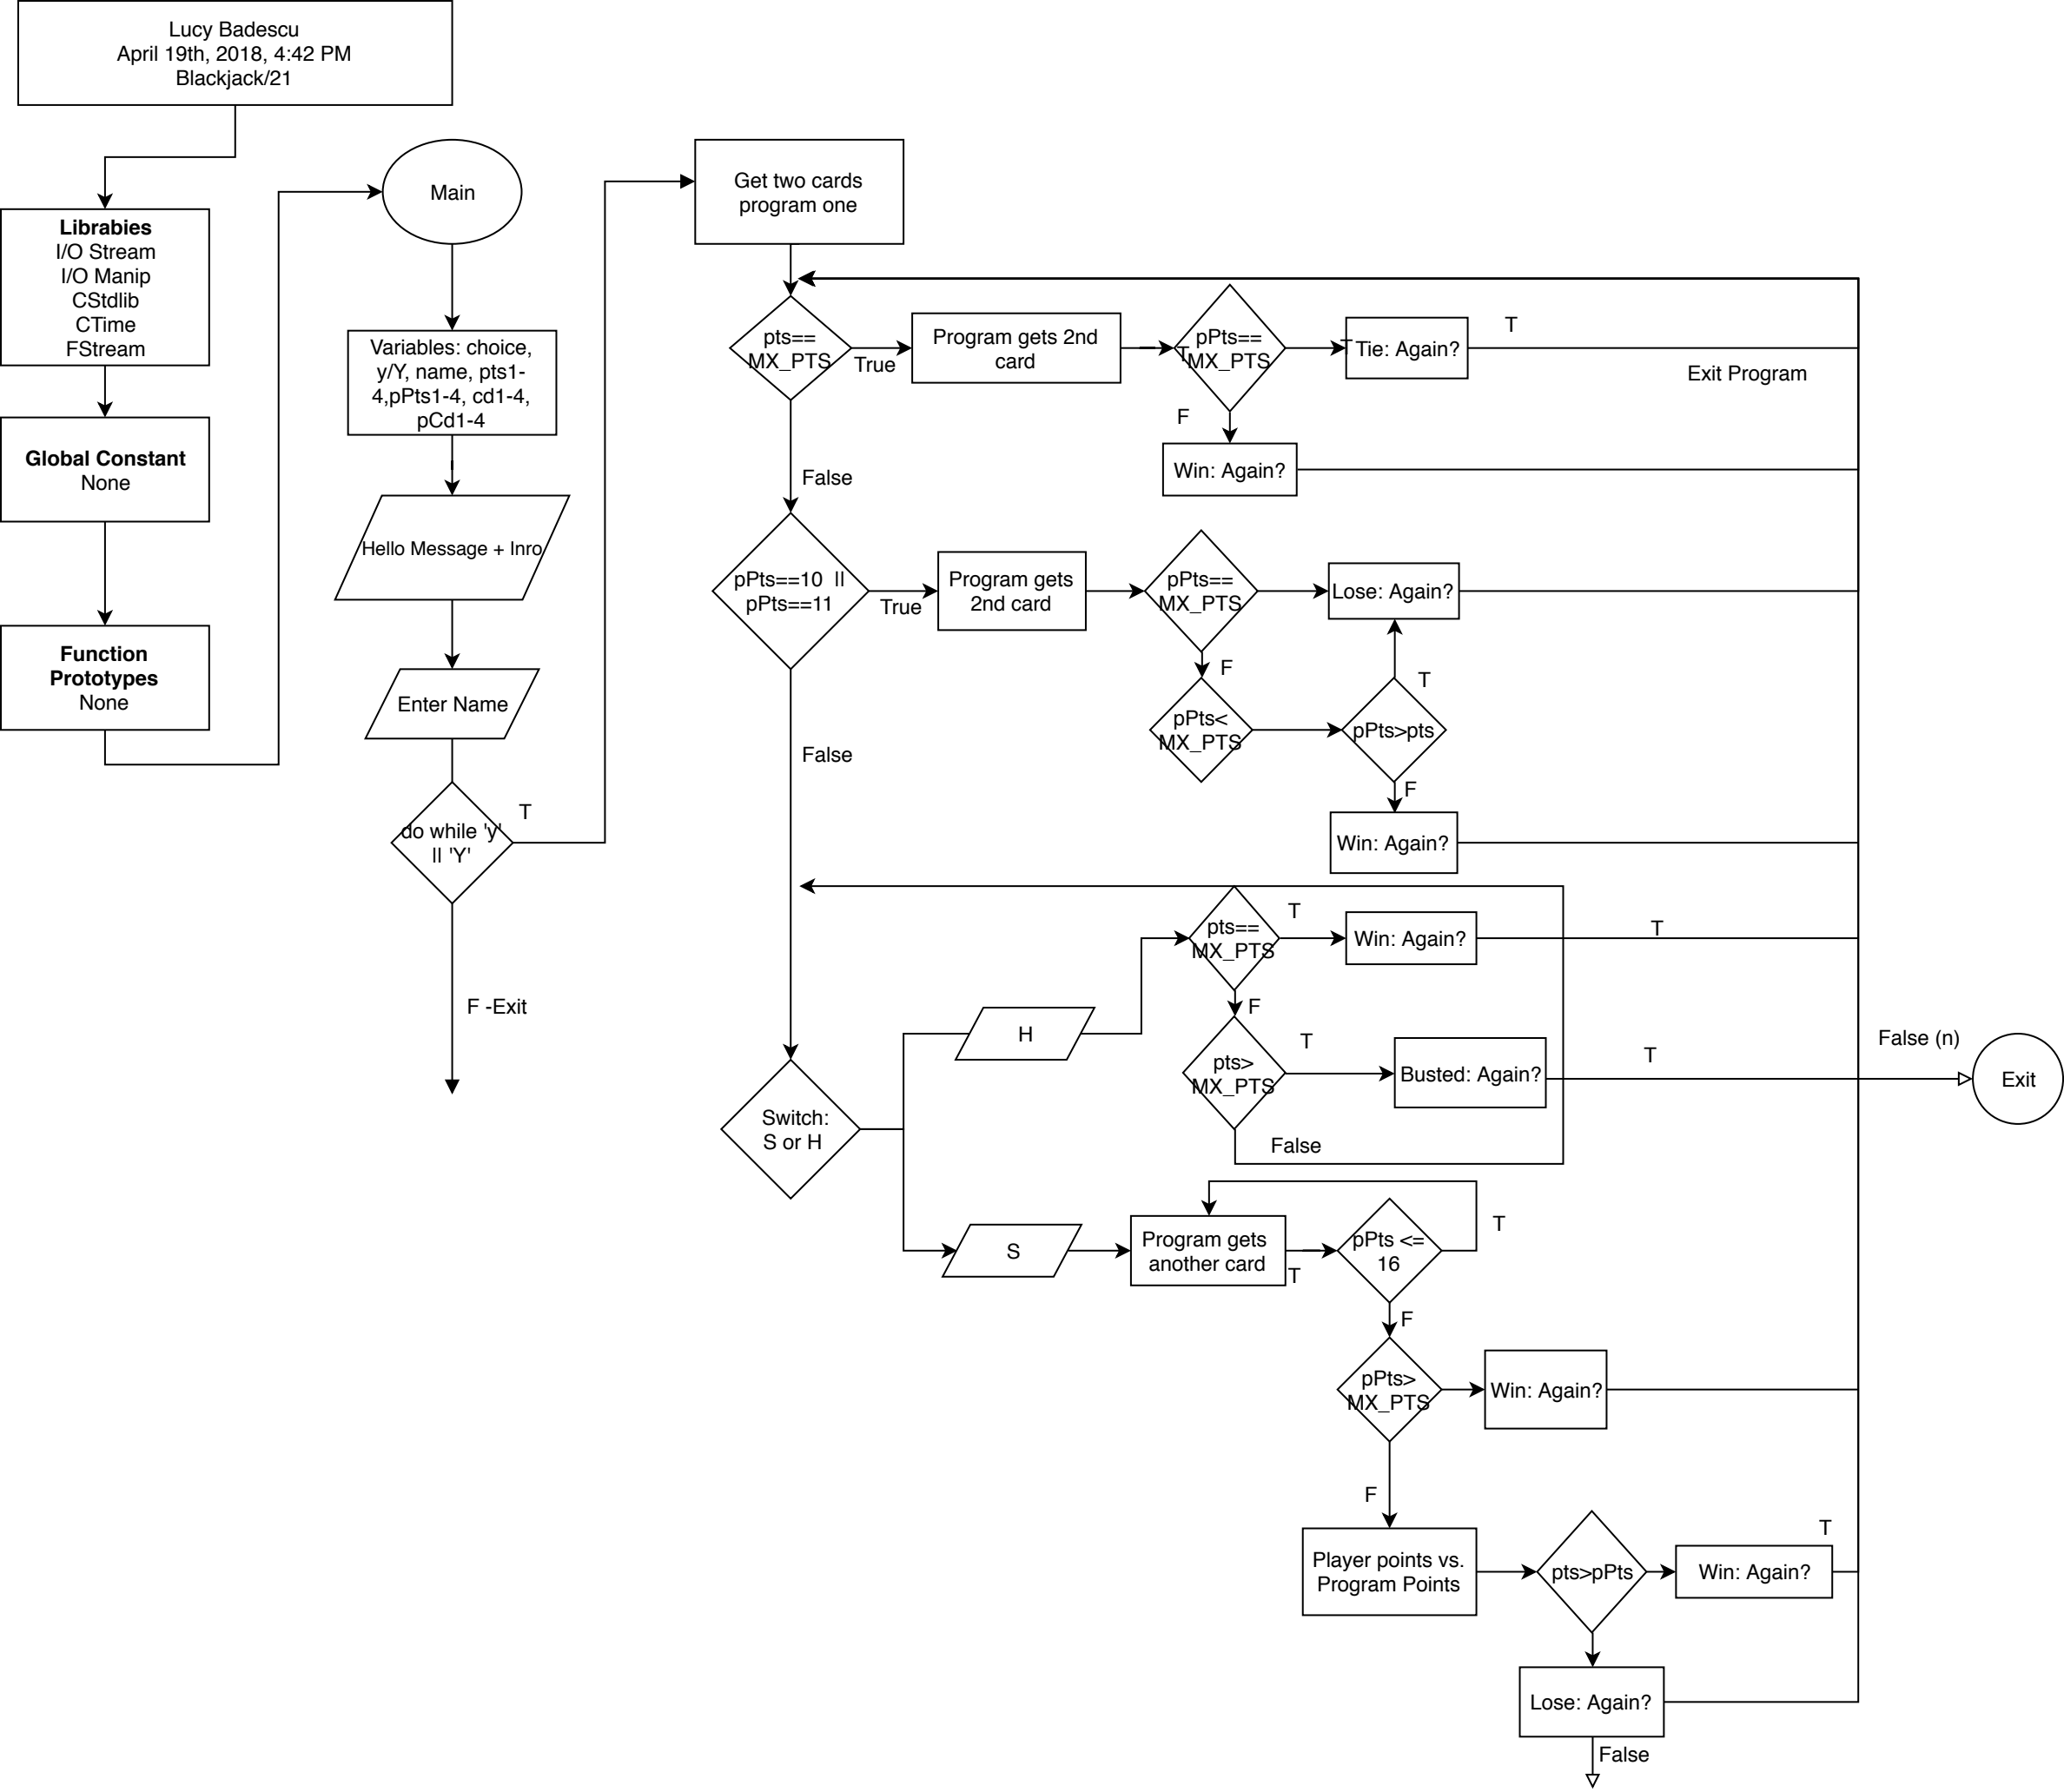 Lucy Badescu
April 19th, 2018, 4:42 PM
Blackjack/21
Librabies
I/O Stream
I/O Manip
CStdlib
CTime
FStream
Global Constant
None
Function
Prototypes
None
Main
Variables: choice,
y/Y, name, pts1-
4,pPts1-4, cd1-4,
pCd1-4
Hello Message + Inro
Enter Name
do while 'y'
|| 'Y'
T
F -Exit
Get two cards
program one
pts==
MX_PTS
True
Program gets 2nd
card
T
pPts==
MX_PTS
T
Tie: Again?
T
Exit Program
F
Win: Again?
False
pPts==10 ||
pPts==11
True
Program gets
2nd card
pPts==
MX_PTS
Lose: Again?
F
T
pPts<
MX_PTS
pPts>pts
F
Win: Again?
False
pts==
MX_PTS
T
Win: Again?
T
H
F
pts>
MX_PTS
T
Busted: Again?
T
False (n)
Exit
False
Switch:
S or H
S
Program gets
another card
T
pPts <=
16
T
F
pPts>
MX_PTS
Win: Again?
F
Player points vs.
Program Points
pts>pPts
Win: Again?
T
Lose: Again?
False